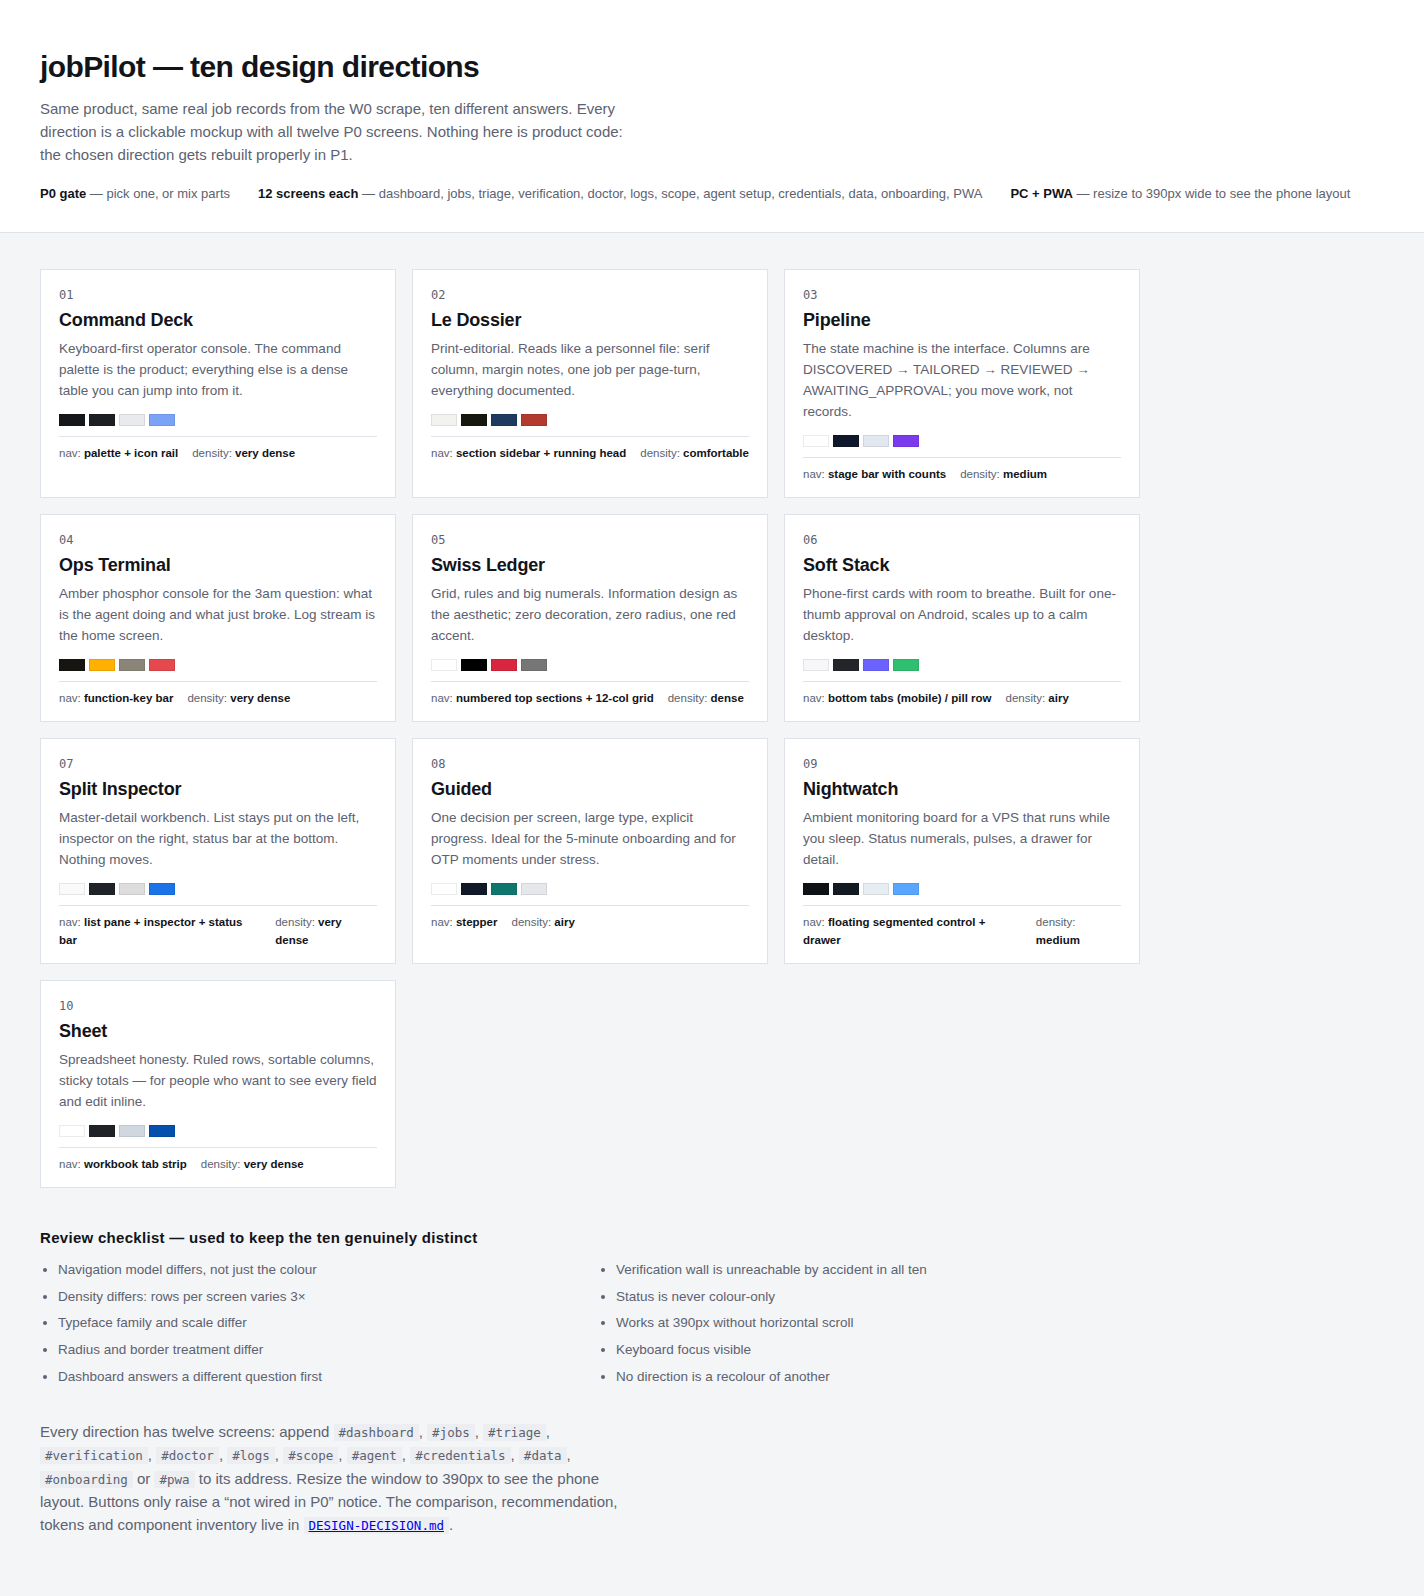 jobPilot — ten design directions
Same product, same real job records from the W0 scrape, ten different answers. Every
direction is a clickable mockup with all twelve P0 screens. Nothing here is product code:
the chosen direction gets rebuilt properly in P1.
P0 gate — pick one, or mix parts 12 screens each — dashboard, jobs, triage, verification, doctor, logs, scope, agent setup, credentials, data, onboarding, PWA PC + PWA — resize to 390px wide to see the phone layout
01
Command Deck
Keyboard-first operator console. The command
palette is the product; everything else is a dense
table you can jump into from it.
nav: palette + icon rail density: very dense
02
Le Dossier
Print-editorial. Reads like a personnel file: serif
column, margin notes, one job per page-turn,
everything documented.
nav: section sidebar + running head density: comfortable
03
Pipeline
The state machine is the interface. Columns are
DISCOVERED → TAILORED → REVIEWED →
AWAITING_APPROVAL; you move work, not
records.
nav: stage bar with counts density: medium
04
Ops Terminal
Amber phosphor console for the 3am question: what
is the agent doing and what just broke. Log stream is
the home screen.
nav: function-key bar density: very dense
05
Swiss Ledger
Grid, rules and big numerals. Information design as
the aesthetic; zero decoration, zero radius, one red
accent.
nav: numbered top sections + 12-col grid density: dense
06
Soft Stack
Phone-first cards with room to breathe. Built for one-
thumb approval on Android, scales up to a calm
desktop.
nav: bottom tabs (mobile) / pill row density: airy
07
Split Inspector
Master-detail workbench. List stays put on the left,
inspector on the right, status bar at the bottom.
Nothing moves.
nav: list pane + inspector + status density: very
bar dense
08
Guided
One decision per screen, large type, explicit
progress. Ideal for the 5-minute onboarding and for
OTP moments under stress.
nav: stepper density: airy
09
Nightwatch
Ambient monitoring board for a VPS that runs while
you sleep. Status numerals, pulses, a drawer for
detail.
nav: floating segmented control + density:
drawer medium
10
Sheet
Spreadsheet honesty. Ruled rows, sortable columns,
sticky totals — for people who want to see every field
and edit inline.
nav: workbook tab strip density: very dense
Review checklist — used to keep the ten genuinely distinct
• Navigation model differs, not just the colour
• Density differs: rows per screen varies 3×
• Typeface family and scale differ
• Radius and border treatment differ
• Dashboard answers a different question first
• Verification wall is unreachable by accident in all ten
• Status is never colour-only
• Works at 390px without horizontal scroll
• Keyboard focus visible
• No direction is a recolour of another
Every direction has twelve screens: append #dashboard, #jobs, #triage,
#verification, #doctor, #logs, #scope, #agent, #credentials, #data,
#onboarding or #pwa to its address. Resize the window to 390px to see the phone
layout. Buttons only raise a “not wired in P0” notice. The comparison, recommendation,
tokens and component inventory live in DESIGN-DECISION.md.